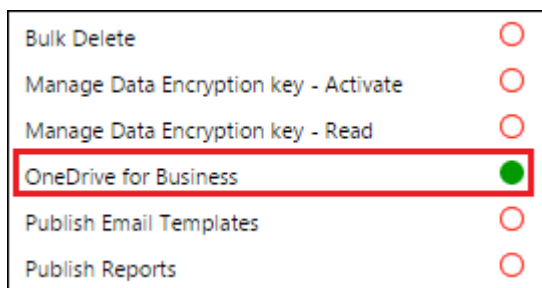 Bulk Delete
Manage Data Encryption key - Activate
Manage Data Encryption key - Read
OneDrive for Business
Publish Email Templates
Publish Reports